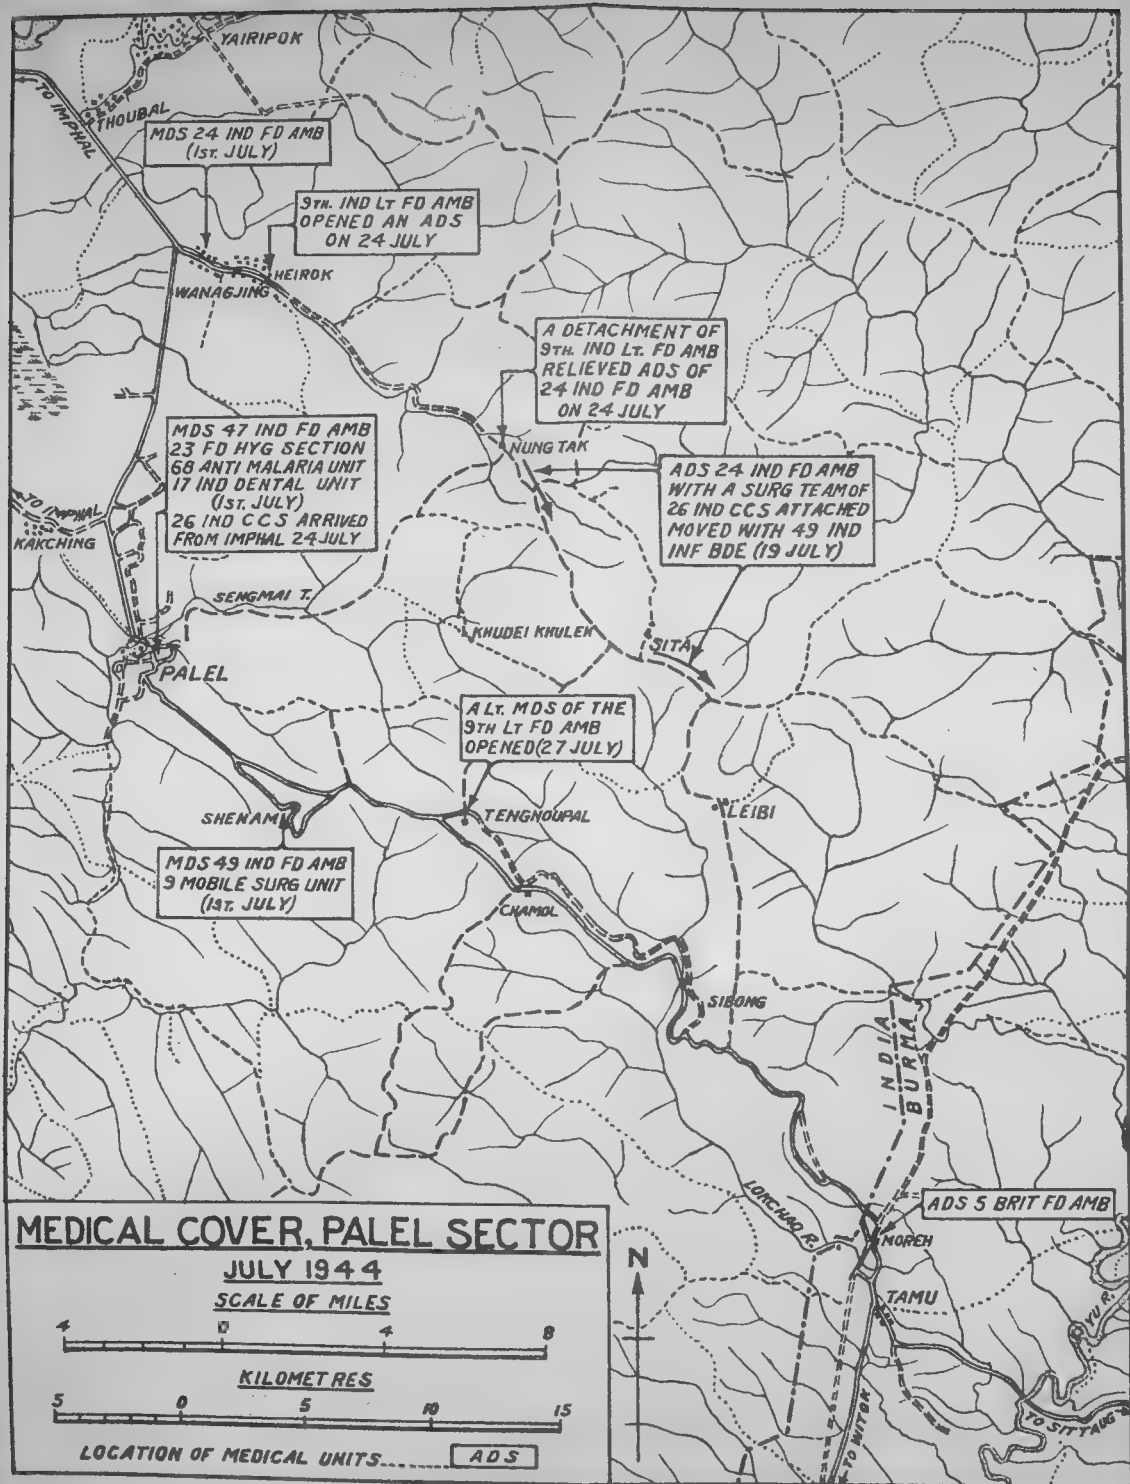 YAIRIPOK
TO IMPHAL
THOUBAL
MDS 24 IND FD AMB
(1ST. JULY)
9TH. IND LT FD AMB
OPENED AN ADS
ON 24 JULY
HEIROK
WANAGJING
A DETACHMENT OF
9TH. IND LT. FD AMB
RELIEVED ADS OF
24 IND FD AMB
ON 24 JULY
MDS 47 IND FD AMB
23 FD HYG SECTION
68 ANTI MALARIA UNIT
17 IND DENTAL UNIT
(1ST. JULY)
26 IND CCS ARRIVED
FROM IMPHAL 24 JULY
NUNG TAK
ADS 24 IND FD AMB
WITH A SURG TEAM OF
26 IND CCS ATTACHED
MOVED WITH 49 IND
INF BDE (19 JULY)
TO IMPHAL
KAKCHING
SENGMAI T.
KHUDEI KHULEH
SITA
PALEL
A LT. MDS OF THE
9TH LT FD AMB
OPENED (27 JULY)
SHENAM
TENGNOUPAL
LEIBI
MDS 49 IND FD AMB
9 MOBILE SURG UNIT
(1ST. JULY)
CHAMOL
SIBONG
INDIA
BURMA
LOKCHAO R.
ADS 5 BRIT FD AMB
MOREH
TAMU
YU R.
TO SITTAUG
TO WITOK
MEDICAL COVER, PALEL SECTOR
JULY 1944
SCALE OF MILES
4 0 4 8
KILOMETRES
5 0 5 10 15
LOCATION OF MEDICAL UNITS........ ADS
N